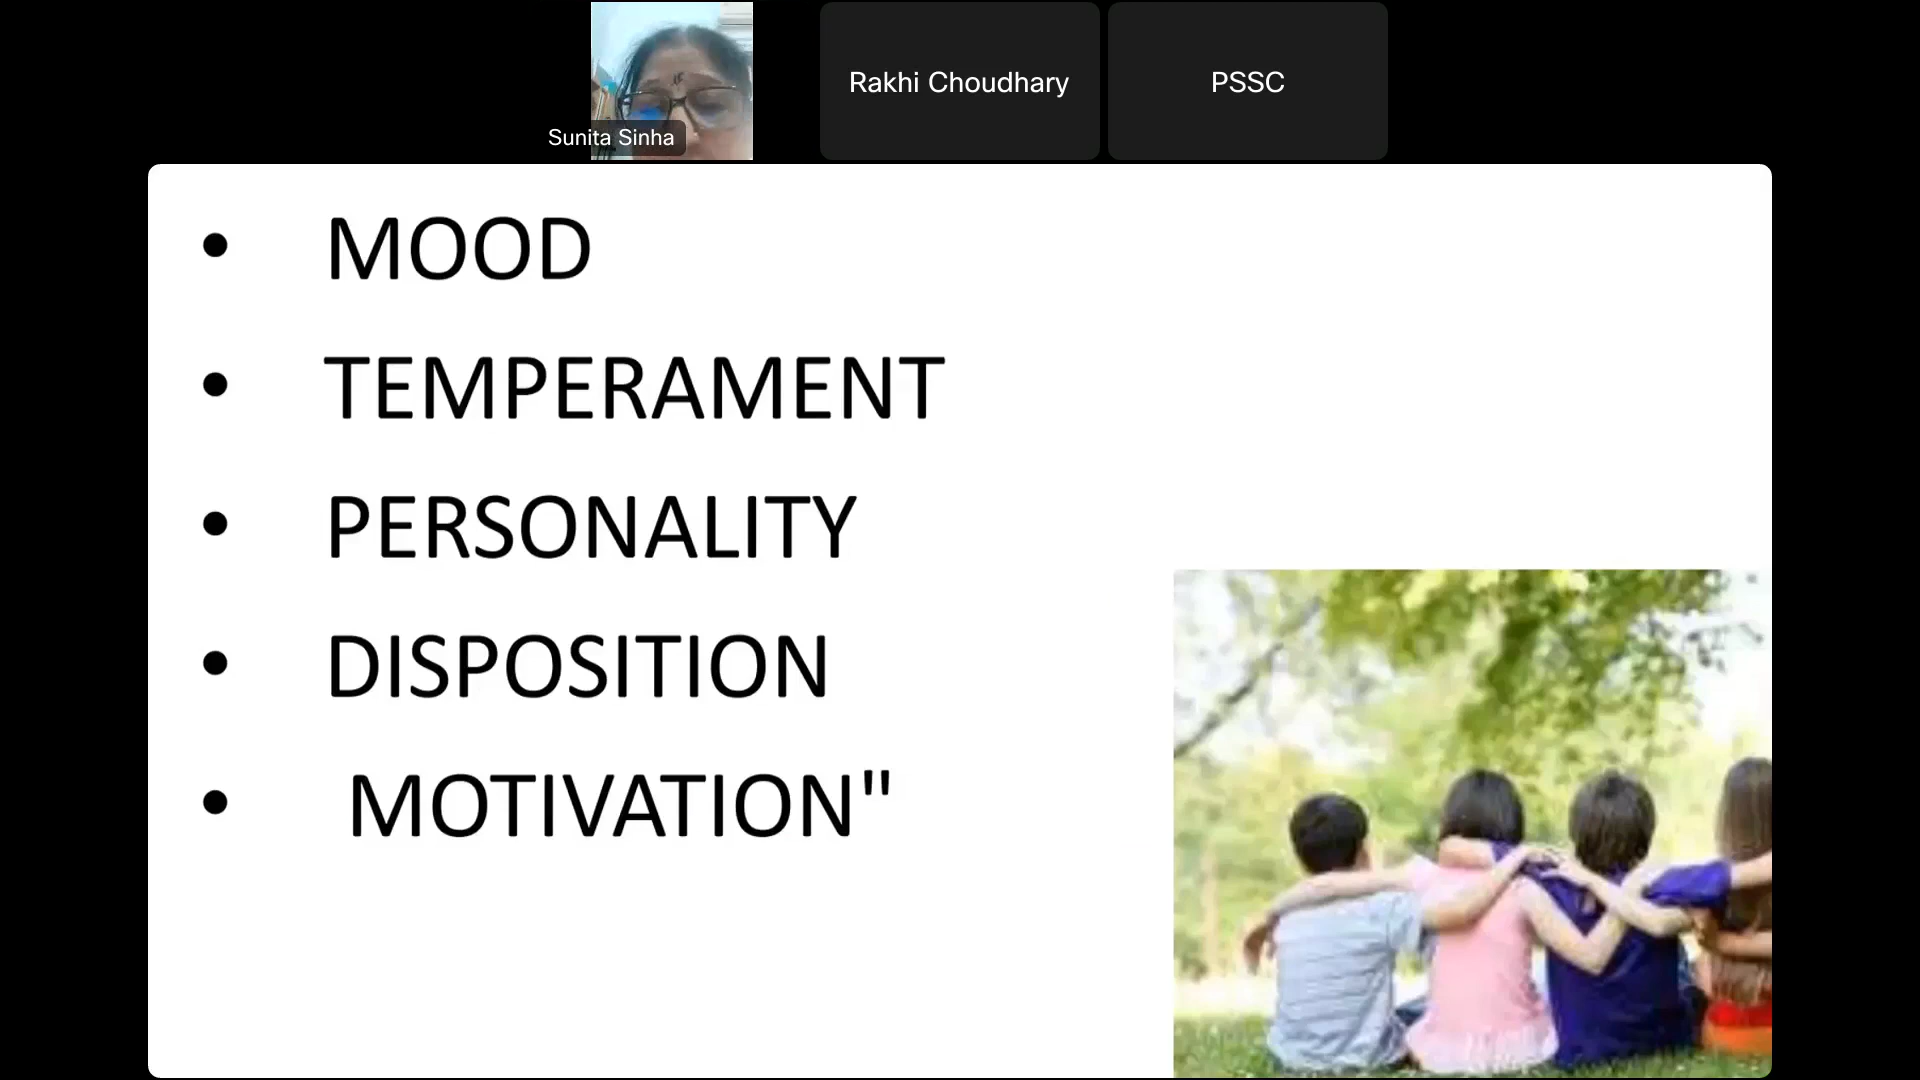 Sunita Sinha
Rakhi Choudhary
PSSC
• MOOD
• TEMPERAMENT
• PERSONALITY
• DISPOSITION
• MOTIVATION"